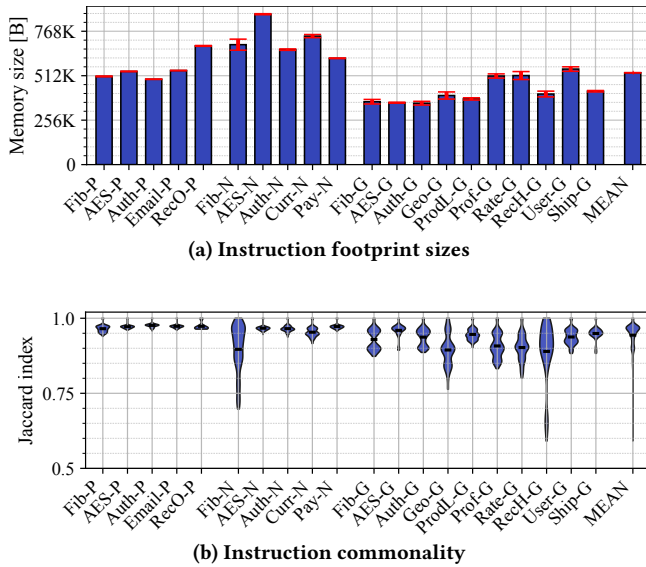 Memory size [B]
768K
512K
256K
0
Fib-P AES-P Auth-P Email-P RecO-P Fib-N AES-N Auth-N Curr-N Pay-N Fib-G AES-G Auth-G Geo-G ProdL-G Prof-G Rate-G RecH-G User-G Ship-G MEAN
(a) Instruction footprint sizes
Jaccard index
1.0
0.75
0.5
Fib-P AES-P Auth-P Email-P RecO-P Fib-N AES-N Auth-N Curr-N Pay-N Fib-G AES-G Auth-G Geo-G ProdL-G Prof-G Rate-G RecH-G User-G Ship-G MEAN
(b) Instruction commonality